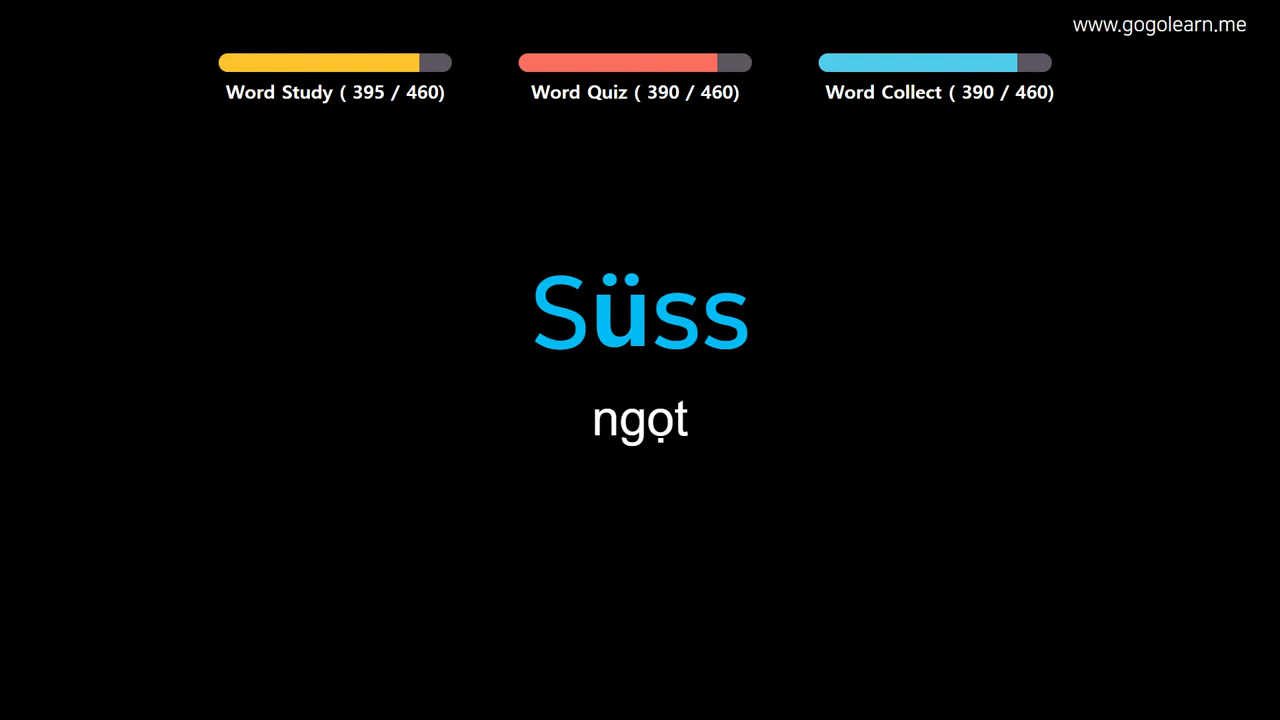 www.gogolearn.me
Word Study ( 395 / 460)
Word Quiz ( 390 / 460)
Word Collect ( 390 / 460)
Süss
ngọt